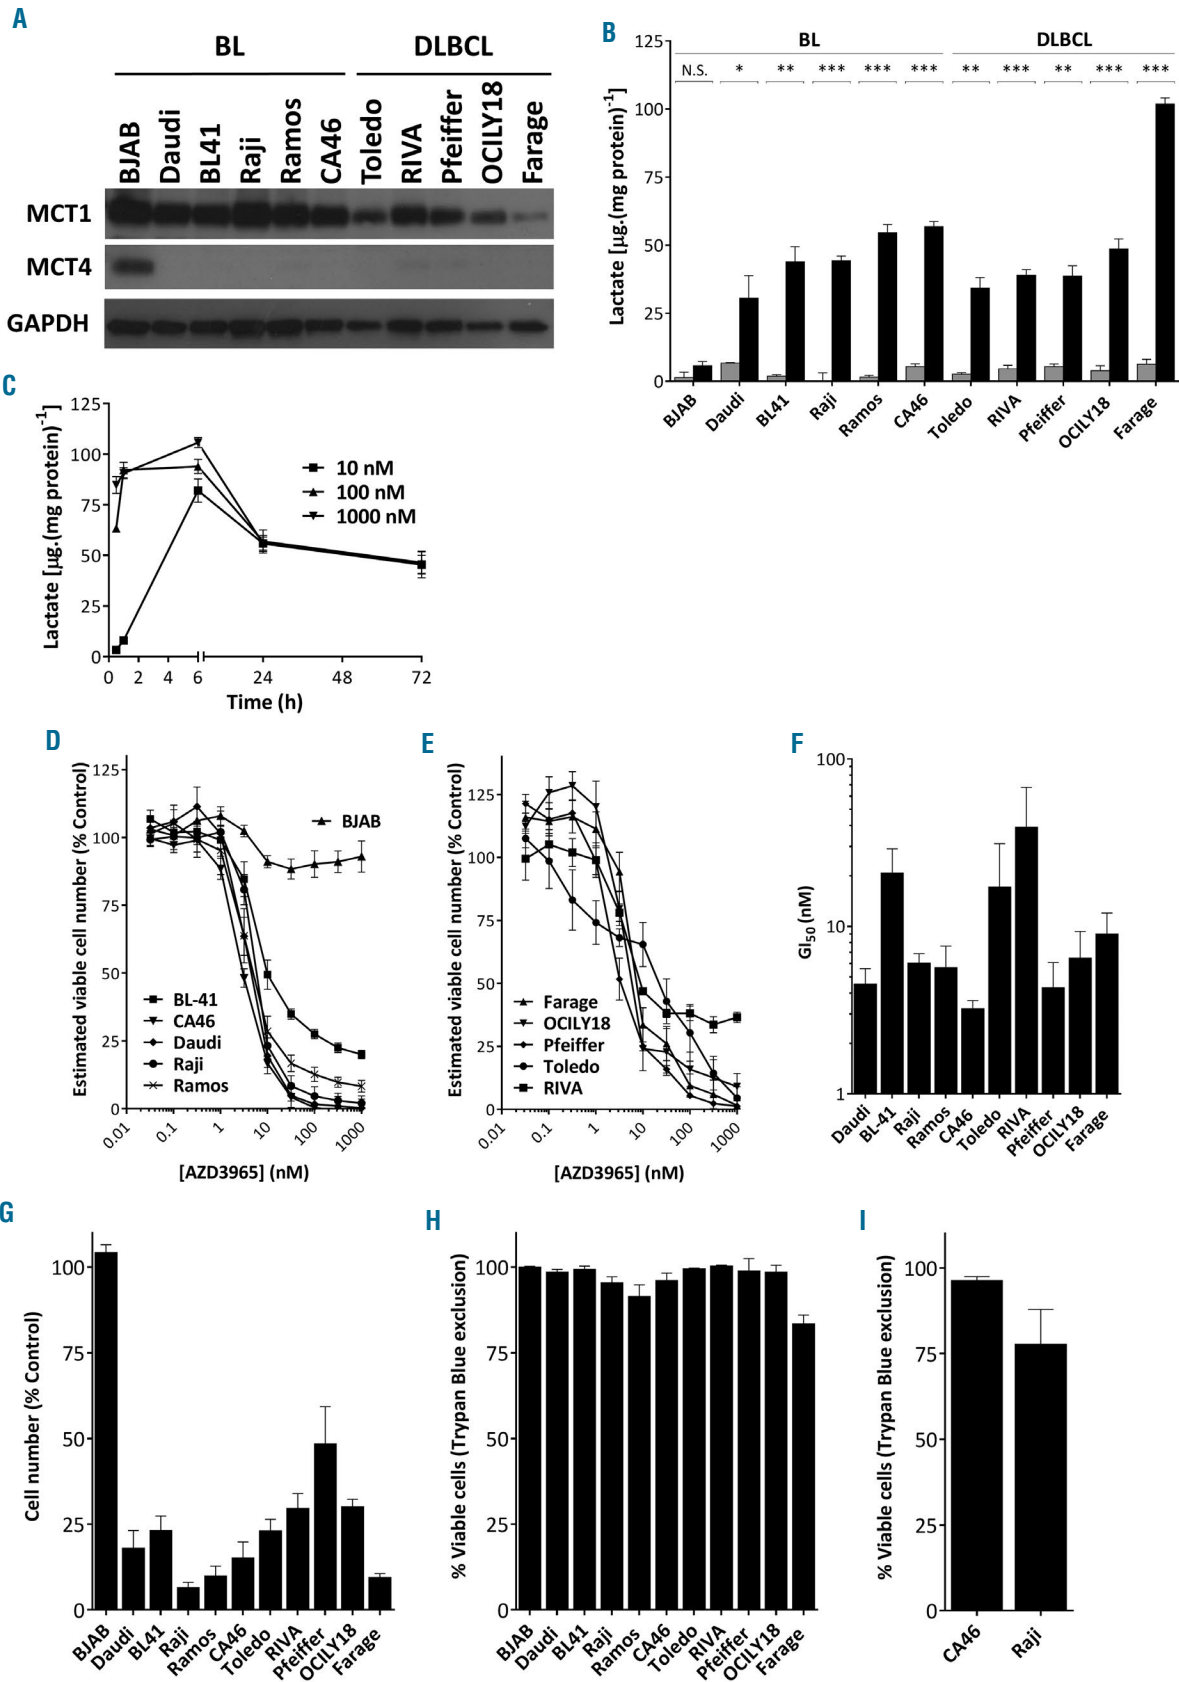 A
BL
DLBCL
BJAB
Daudi
BL41
Raji
Ramos
CA46
Toledo
RIVA
Pfeiffer
OCILY18
Farage
MCT1
MCT4
GAPDH
B
BL
DLBCL
N.S.
*
**
***
***
***
**
***
**
***
***
Lactate [µg.(mg protein)⁻¹]
125
100
75
50
25
0
BJAB
Daudi
BL41
Raji
Ramos
CA46
Toledo
RIVA
Pfeiffer
OCILY18
Farage
C
Lactate [µg.(mg protein)⁻¹]
125
100
75
50
25
0
10 nM
100 nM
1000 nM
0 2 4 6 24 48 72
Time (h)
D
Estimated viable cell number (% Control)
125
100
75
50
25
0
BJAB
BL-41
CA46
Daudi
Raji
Ramos
0.01 0.1 1 10 100 1000
[AZD3965] (nM)
E
Estimated viable cell number (% Control)
125
100
75
50
25
0
Farage
OCILY18
Pfeiffer
Toledo
RIVA
0.01 0.1 1 10 100 1000
[AZD3965] (nM)
F
GI₅₀ (nM)
100
10
1
Daudi
BL-41
Raji
Ramos
CA46
Toledo
RIVA
Pfeiffer
OCILY18
Farage
G
Cell number (% Control)
100
75
50
25
0
BJAB
Daudi
BL41
Raji
Ramos
CA46
Toledo
RIVA
Pfeiffer
OCILY18
Farage
H
% Viable cells (Trypan Blue exclusion)
100
75
50
25
0
BJAB
Daudi
BL41
Raji
Ramos
CA46
Toledo
RIVA
Pfeiffer
OCILY18
Farage
I
% Viable cells (Trypan Blue exclusion)
100
75
50
25
0
CA46
Raji